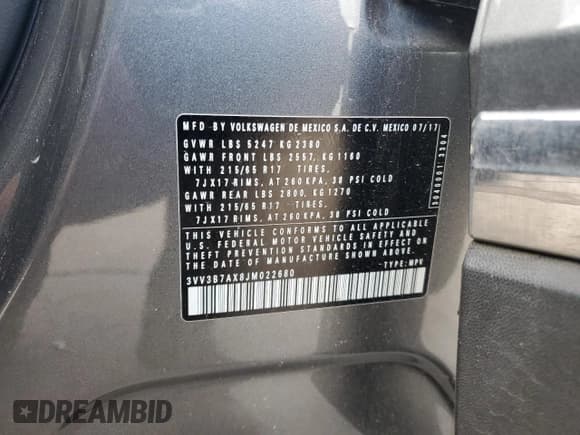 MFD BY VOLKSWAGEN DE MEXICO S.A. DE C.V. MEXICO 07/17
GVWR LBS 5247 KG 2380
GAWR FRONT LBS 2557, KG 1160
WITH 215/65 R17 TIRES,
7JX17 RIMS, AT 260 KPA, 38 PSI COLD
GAWR REAR LBS 2800, KG 1270
WITH 215/65 R17 TIRES,
7JX17 RIMS, AT 260 KPA, 38 PSI COLD
THIS VEHICLE CONFORMS TO ALL APPLICABLE
U.S. FEDERAL MOTOR VEHICLE SAFETY AND
THEFT PREVENTION STANDARDS IN EFFECT ON
THE DATE OF MANUFACTURE SHOWN ABOVE.
3VV3B7AX8JM022680 TYPE: MPV
DREAMBID